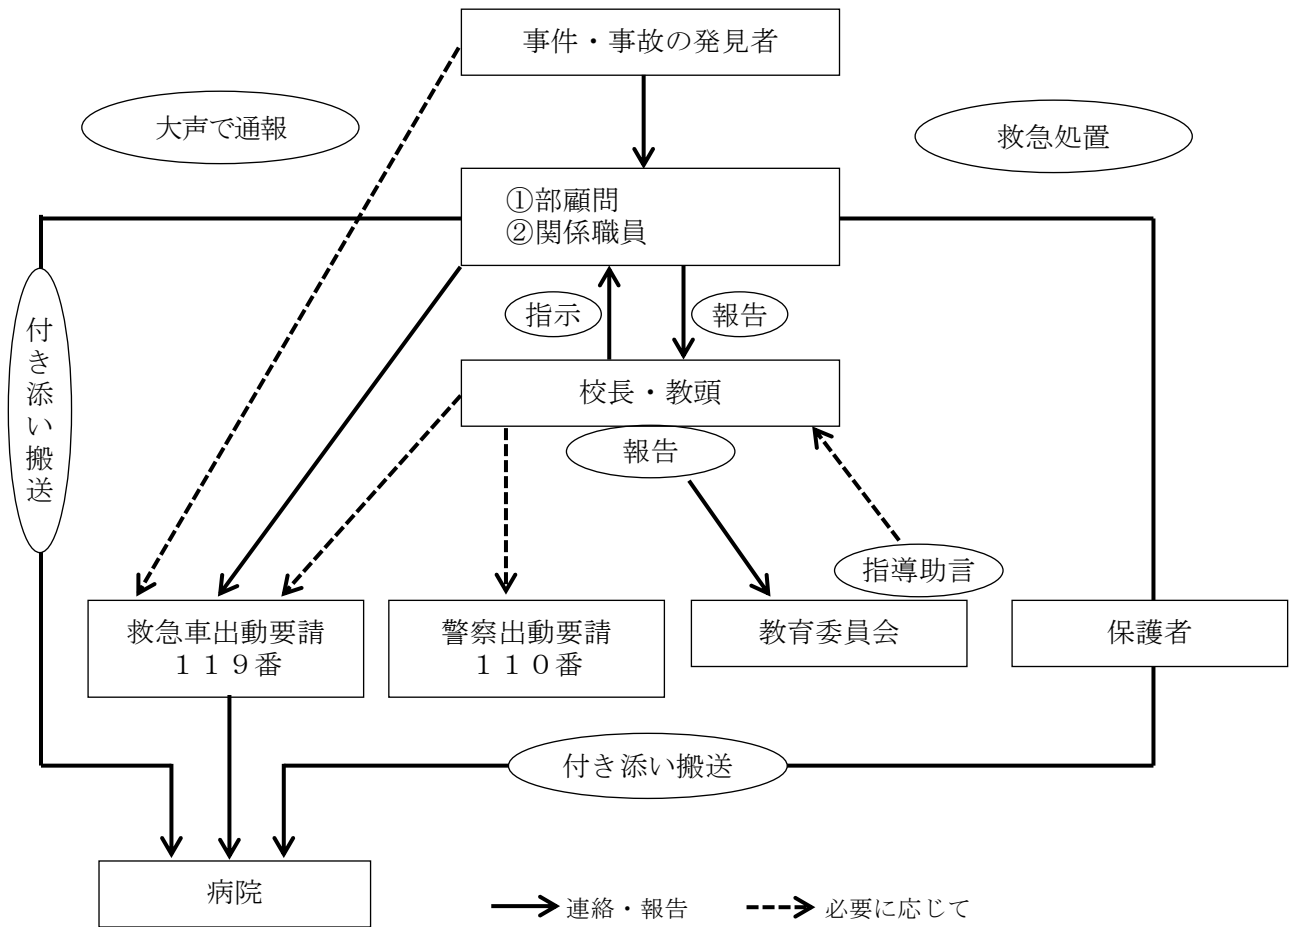 事件・事故の発見者
大声で通報
救急処置
①部顧問
②関係職員
指示
報告
付き添い搬送
校長・教頭
報告
指導助言
救急車出動要請
１１９番
警察出動要請
１１０番
教育委員会
保護者
付き添い搬送
病院
連絡・報告
必要に応じて